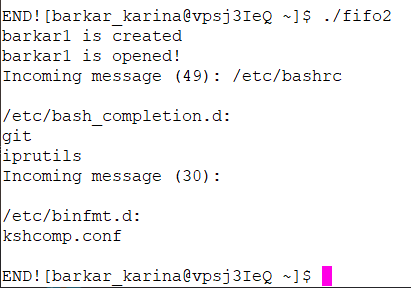 END![barkar_karina@vpsj3IeQ ~]$ ./fifo2
barkar1 is created
barkar1 is opened!
Incoming message (49): /etc/bashrc

/etc/bash_completion.d:
git
iprutils
Incoming message (30):

/etc/binfmt.d:
kshcomp.conf

END![barkar_karina@vpsj3IeQ ~]$